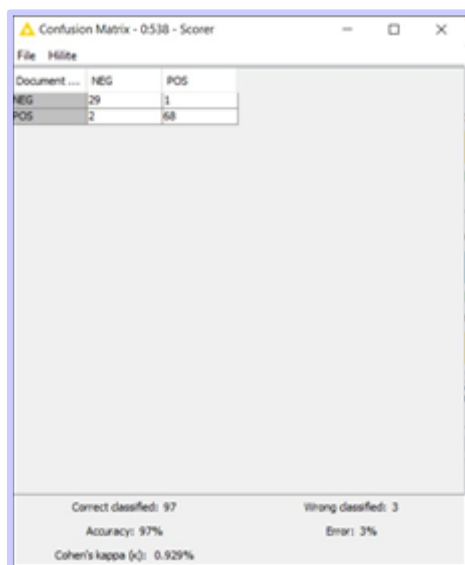 Confusion Matrix - 0:538 - Scorer
File Hilite
Document ... NEG POS
NEG 29 1
POS 2 68
Correct classified: 97 Wrong classified: 3
Accuracy: 97% Error: 3%
Cohen's kappa (κ): 0.929%